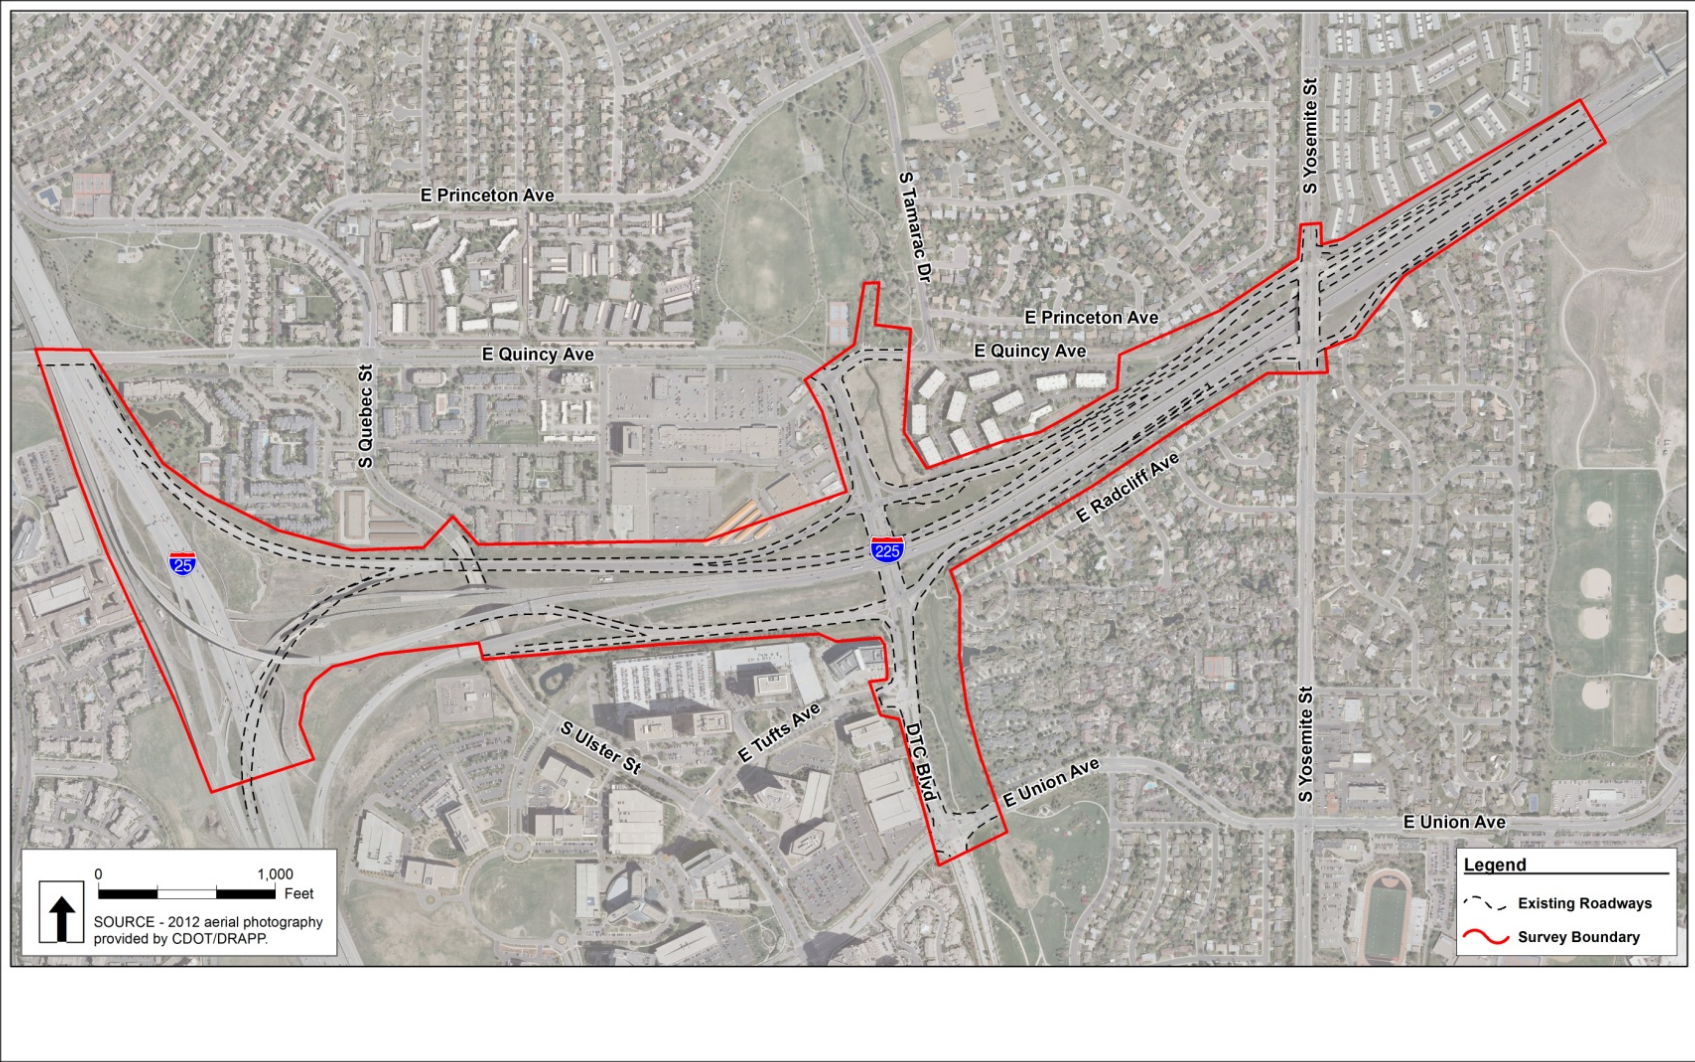 S Yosemite St
E Princeton Ave
S Tamarac Dr
E Princeton Ave
E Quincy Ave
E Quincy Ave
S Quebec St
E Radcliff Ave
225
25
S Yosemite St
E Tufts Ave
S Ulster St
DTC Blvd
E Union Ave
E Union Ave
0 1,000
Feet
SOURCE - 2012 aerial photography
provided by CDOT/DRAPP.
Legend
Existing Roadways
Survey Boundary